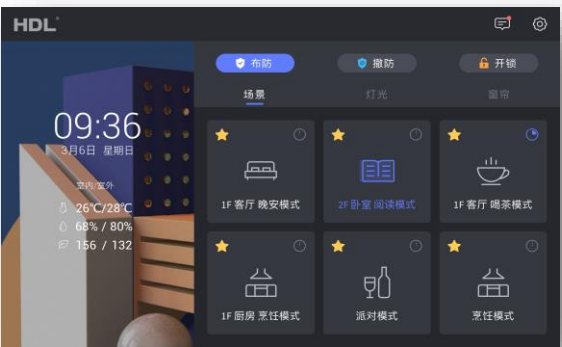 HDL
布防
撤防
开锁
场景
灯光
窗帘
09:36
3月6日 星期日
室内/室外
26℃/28℃
68% / 80%
156 / 132
1F 客厅 晚安模式
2F 卧室 阅读模式
1F 客厅 喝茶模式
1F 厨房 烹饪模式
派对模式
烹饪模式